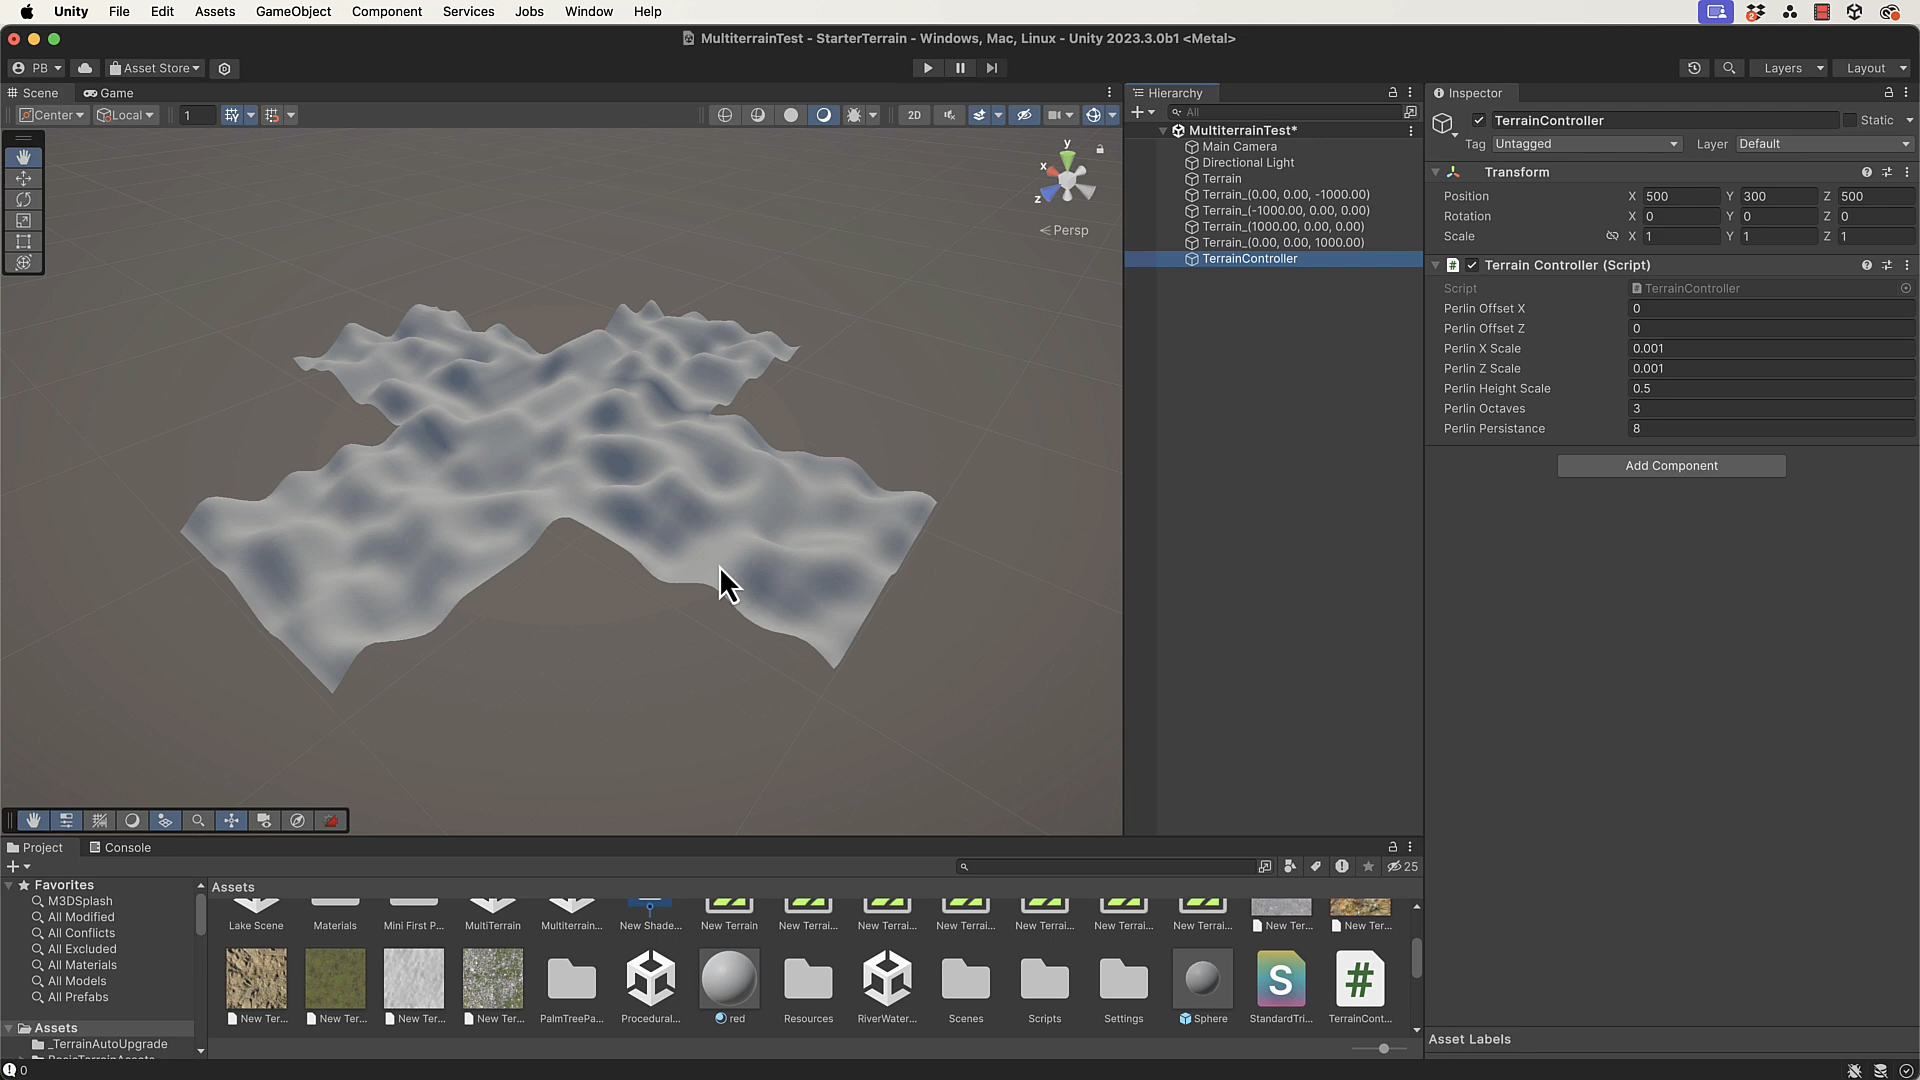 Unity File Edit Assets GameObject Component Services Jobs Window Help
MultiterrainTest - StarterTerrain - Windows, Mac, Linux - Unity 2023.3.0b1 <Metal>
PB Asset Store Layers Layout
Scene Game
Center Local 1 2D
y
x
z
Persp
Hierarchy
All
MultiterrainTest*
Main Camera
Directional Light
Terrain
Terrain_(0.00, 0.00, -1000.00)
Terrain_(-1000.00, 0.00, 0.00)
Terrain_(1000.00, 0.00, 0.00)
Terrain_(0.00, 0.00, 1000.00)
TerrainController
Inspector
TerrainController Static
Tag Untagged Layer Default
Transform
Position X 500 Y 300 Z 500
Rotation X 0 Y 0 Z 0
Scale X 1 Y 1 Z 1
# Terrain Controller (Script)
Script TerrainController
Perlin Offset X 0
Perlin Offset Z 0
Perlin X Scale 0.001
Perlin Z Scale 0.001
Perlin Height Scale 0.5
Perlin Octaves 3
Perlin Persistance 8
Add Component
Project Console
25
Favorites
M3DSplash
All Modified
All Conflicts
All Excluded
All Materials
All Models
All Prefabs
Assets
_TerrainAutoUpgrade
Assets
Lake Scene Materials Mini First P... MultiTerrain Multiterrain... New Shade... New Terrain New Terrai... New Terrai... New Terrai... New Terrai... New Terrai... New Terrai... New Ter... New Ter...
S #
New Ter... New Ter... New Ter... New Ter... PalmTreePa... Procedural... red Resources RiverWater... Scenes Scripts Settings Sphere StandardTri... TerrainCont...
Asset Labels
0